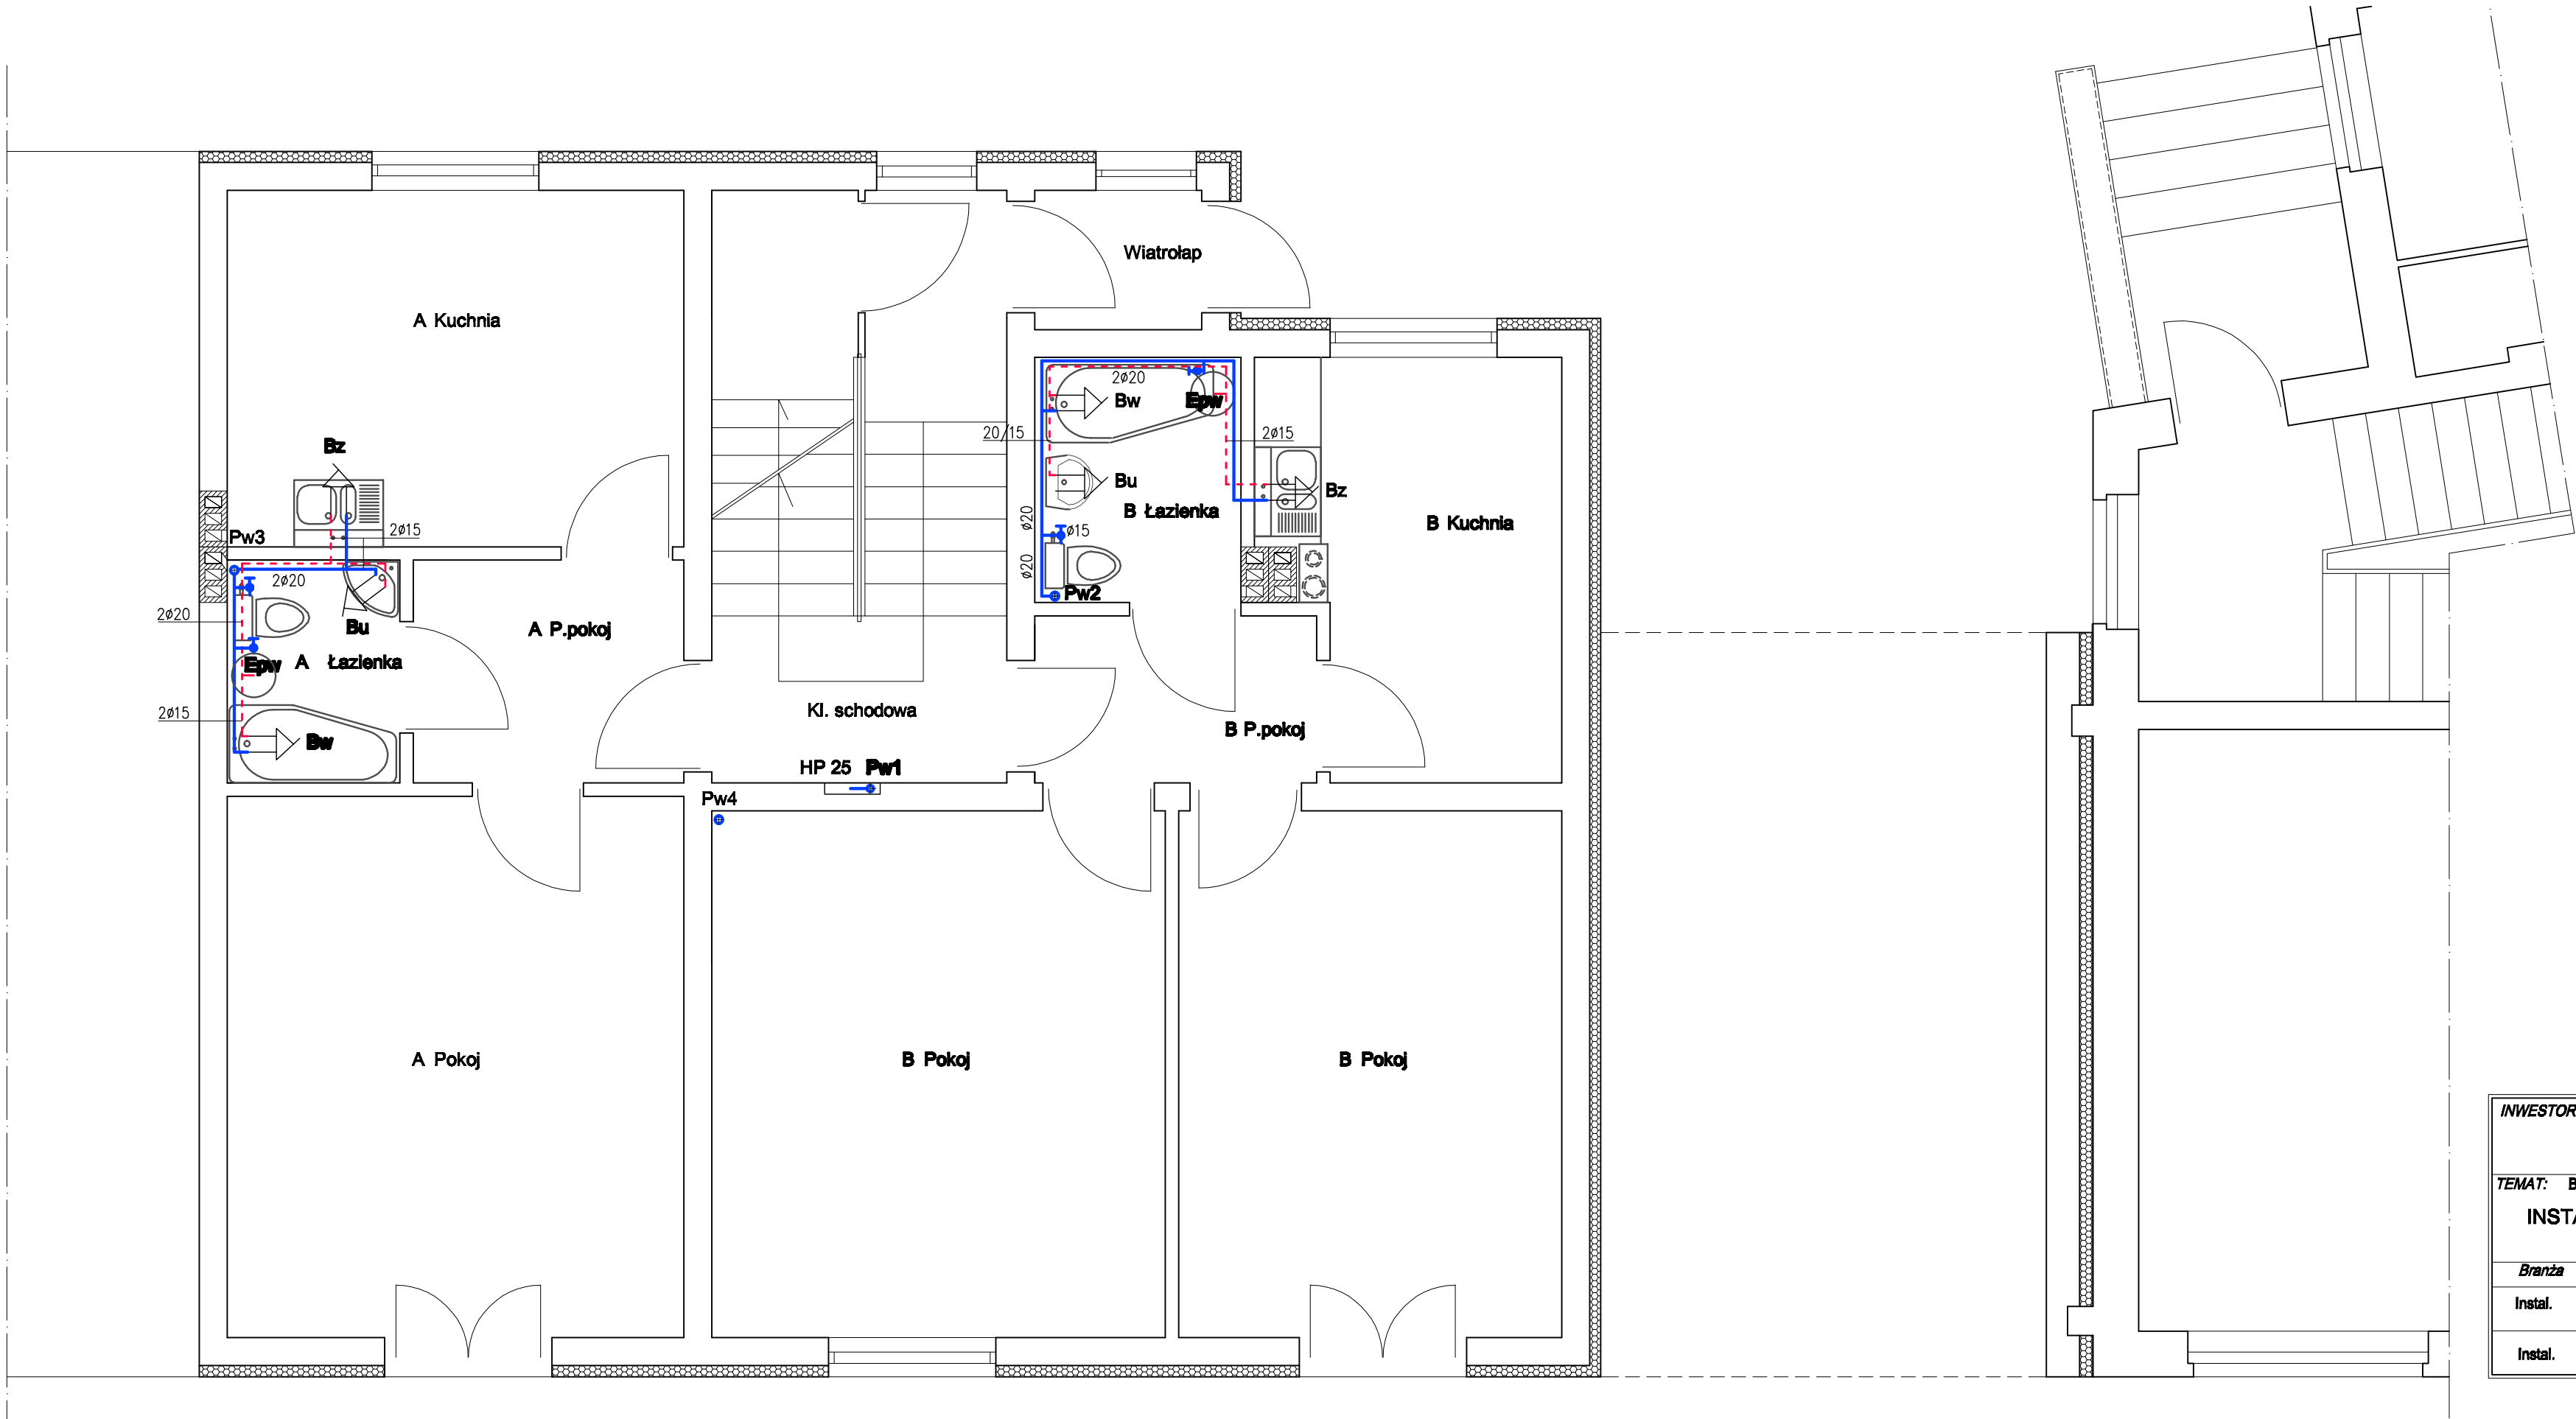 Wiatrołap
A Kuchnia
2ø20
Bw
Epw
20/15
2ø15
Bz
Bu
Bz
B Łazienka
ø20
ø15
B Kuchnia
2ø15
Pw3
ø20
2ø20
Pw2
2ø20
Bu
A P.pokoj
Epw
A Łazienka
2ø15
Kl. schodowa
B P.pokoj
Bw
HP 25 Pw1
Pw4
A Pokoj
B Pokoj
B Pokoj
INWESTOR
TEMAT: B
INSTA
Branża
Instal.
Instal.